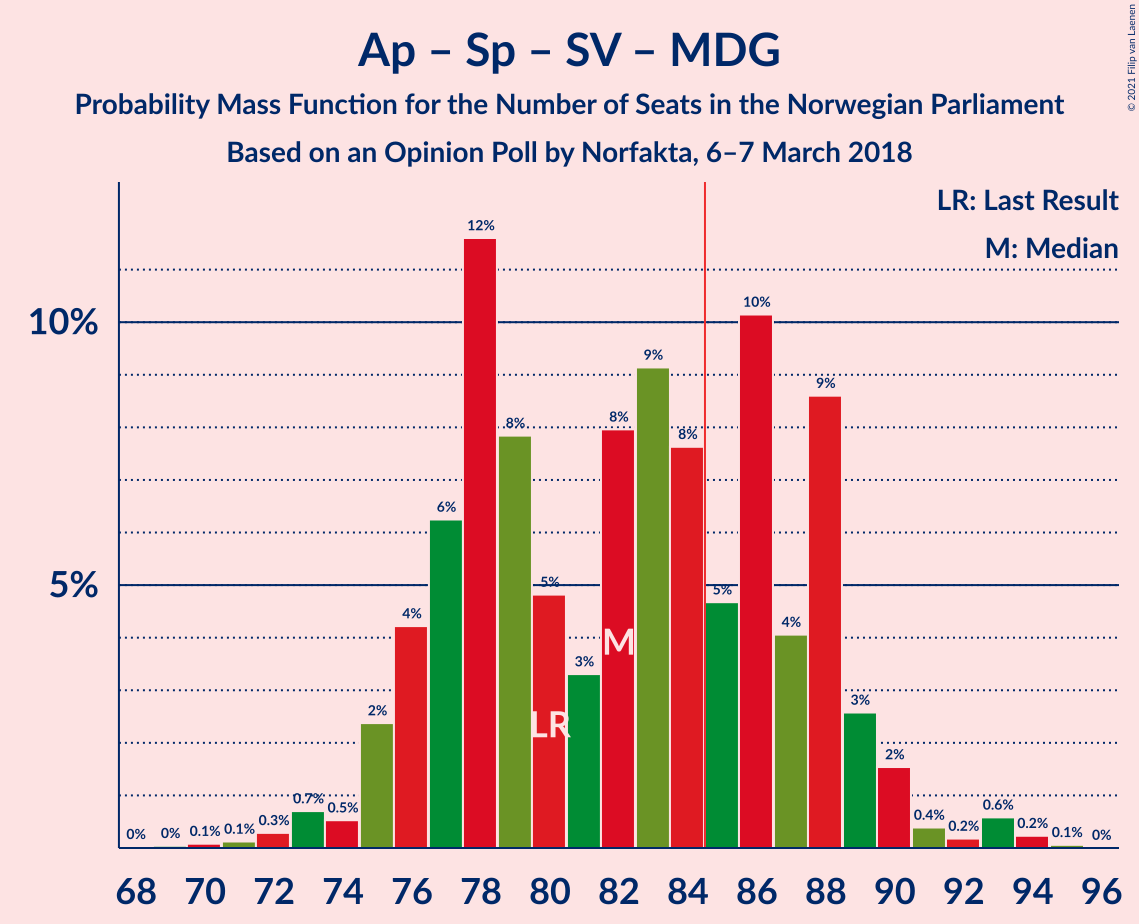 Ap – Sp – SV – MDG
Probability Mass Function for the Number of Seats in the Norwegian Parliament
Based on an Opinion Poll by Norfakta, 6–7 March 2018
© 2021 Filip van Laenen
LR: Last Result
M: Median
10%
5%
0% 0% 0.1% 0.1% 0.3% 0.7% 0.5% 2% 4% 6% 12% 8% 5% 3% 8% 9% 8% 5% 10% 4% 9% 3% 2% 0.4% 0.2% 0.6% 0.2% 0.1% 0%
LR
M
68 70 72 74 76 78 80 82 84 86 88 90 92 94 96